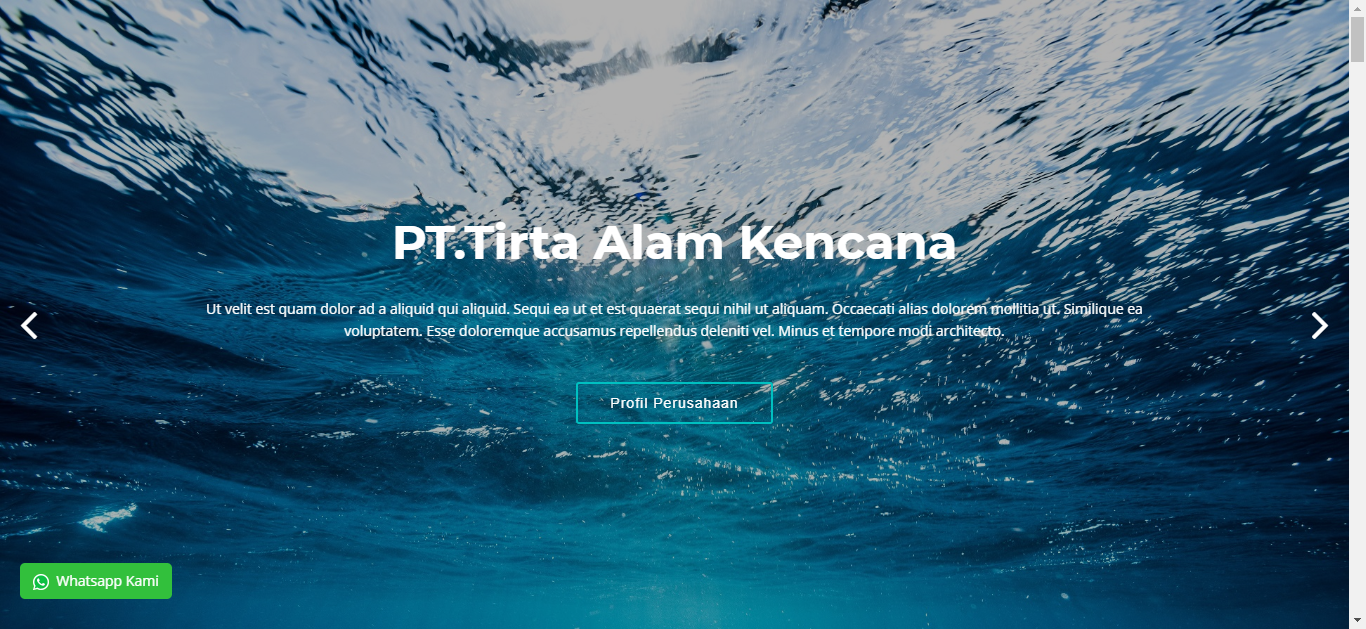 PT.Tirta Alam Kencana
Ut velit est quam dolor ad a aliquid qui aliquid. Sequi ea ut et est quaerat sequi nihil ut aliquam. Occaecati alias dolorem mollitia ut. Similique ea
voluptatem. Esse doloremque accusamus repellendus deleniti vel. Minus et tempore modi architecto.
Profil Perusahaan
Whatsapp Kami